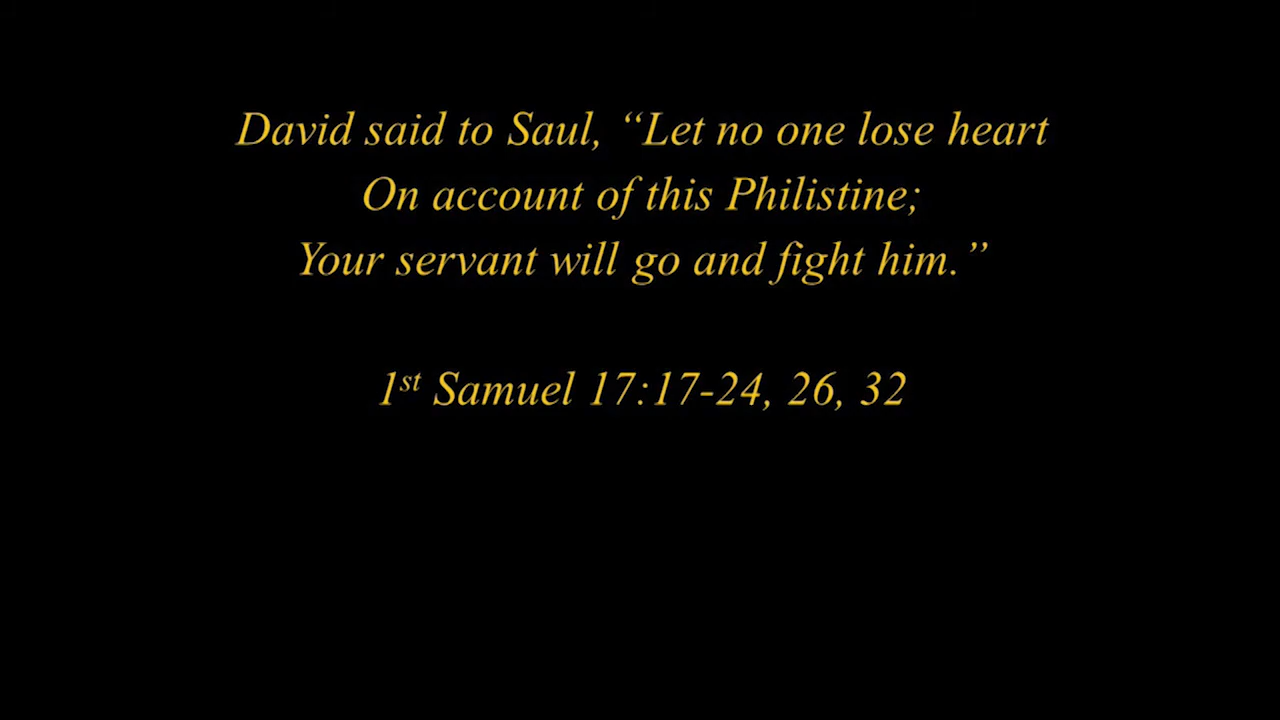 David said to Saul, “Let no one lose heart
On account of this Philistine;
Your servant will go and fight him.”
1st Samuel 17:17-24, 26, 32